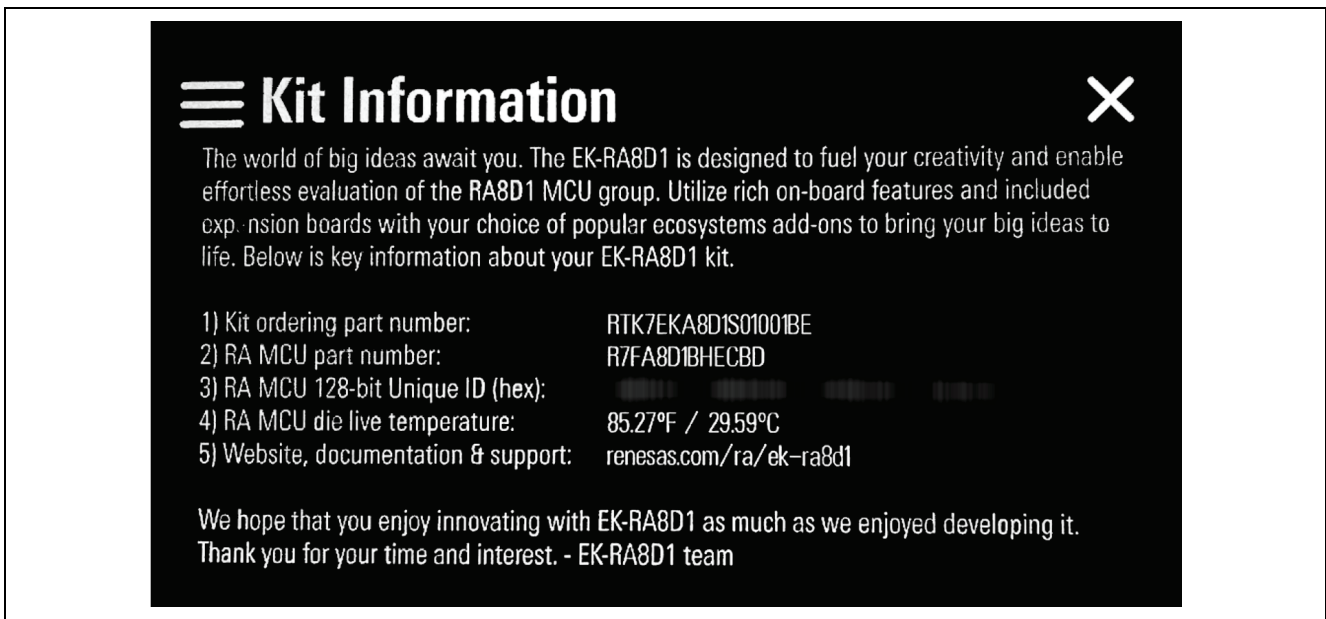 Kit Information
The world of big ideas await you. The EK-RA8D1 is designed to fuel your creativity and enable
effortless evaluation of the RA8D1 MCU group. Utilize rich on-board features and included
exp nsion boards with your choice of popular ecosystems add-ons to bring your big ideas to
life. Below is key information about your EK-RA8D1 kit.
1) Kit ordering part number: RTK7EKA8D1S01001BE
2) RA MCU part number: R7FA8D1BHECBD
3) RA MCU 128-bit Unique ID (hex):
4) RA MCU die live temperature: 85.27ºF / 29.59ºC
5) Website, documentation & support: renesas.com/ra/ek-ra8d1
We hope that you enjoy innovating with EK-RA8D1 as much as we enjoyed developing it.
Thank you for your time and interest. - EK-RA8D1 team